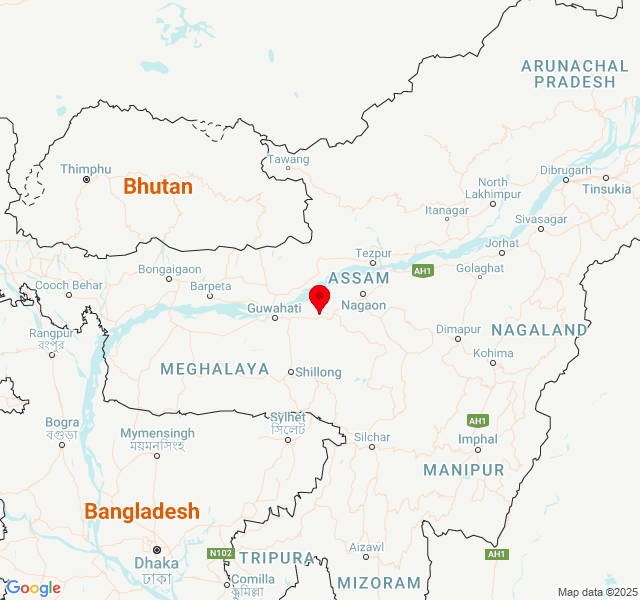 ARUNACHAL
PRADESH
Tawang
Thimphu
Bhutan
Dibrugarh
Tinsukia
North
Lakhimpur
Itanagar
Sivasagar
Tezpur
Jorhat
Bongaigaon
AH1
Golaghat
ASSAM
Cooch Behar
Barpeta
Nagaon
Guwahati
Rangpur
রংপুর
Dimapur
NAGALAND
Kohima
MEGHALAYA
Shillong
Bogra
বগুড়া
Sylhet
সিলেট
AH1
Mymensingh
ময়মনসিংহ
Silchar
Imphal
MANIPUR
Bangladesh
Dhaka
ঢাকা
N102
TRIPURA
Aizawl
AH1
Comilla
কুমিল্লা
MIZORAM
Google
Map data ©2025